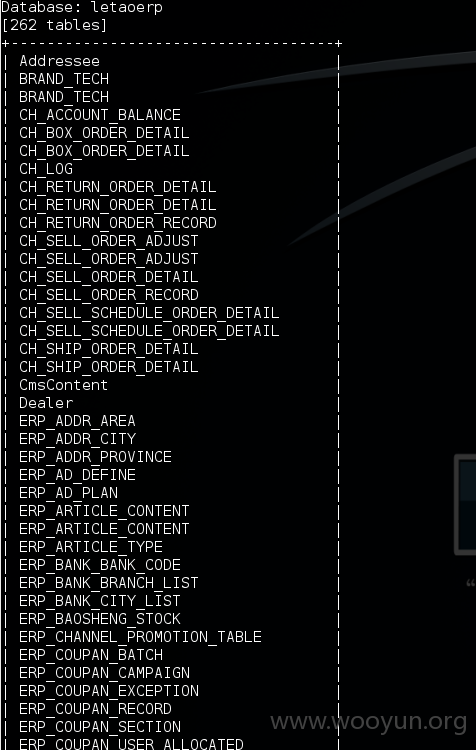 Database: letaoerp
[262 tables]
+------------------------------------+
| Addressee |
| BRAND_TECH |
| BRAND_TECH |
| CH_ACCOUNT_BALANCE |
| CH_BOX_ORDER_DETAIL |
| CH_BOX_ORDER_DETAIL |
| CH_LOG |
| CH_RETURN_ORDER_DETAIL |
| CH_RETURN_ORDER_DETAIL |
| CH_RETURN_ORDER_RECORD |
| CH_SELL_ORDER_ADJUST |
| CH_SELL_ORDER_ADJUST |
| CH_SELL_ORDER_DETAIL |
| CH_SELL_ORDER_RECORD |
| CH_SELL_SCHEDULE_ORDER_DETAIL |
| CH_SELL_SCHEDULE_ORDER_DETAIL |
| CH_SHIP_ORDER_DETAIL |
| CH_SHIP_ORDER_DETAIL |
| CmsContent |
| Dealer |
| ERP_ADDR_AREA |
| ERP_ADDR_CITY |
| ERP_ADDR_PROVINCE |
| ERP_AD_DEFINE |
| ERP_AD_PLAN |
| ERP_ARTICLE_CONTENT |
| ERP_ARTICLE_CONTENT |
| ERP_ARTICLE_TYPE |
| ERP_BANK_BANK_CODE |
| ERP_BANK_BRANCH_LIST |
| ERP_BANK_CITY_LIST |
| ERP_BAOSHENG_STOCK |
| ERP_CHANNEL_PROMOTION_TABLE |
| ERP_COUPAN_BATCH |
| ERP_COUPAN_CAMPAIGN |
| ERP_COUPAN_EXCEPTION |
| ERP_COUPAN_RECORD |
| ERP_COUPAN_SECTION |
| ERP_COUPAN_USER_ALLOCATED |
www.wooyun.org